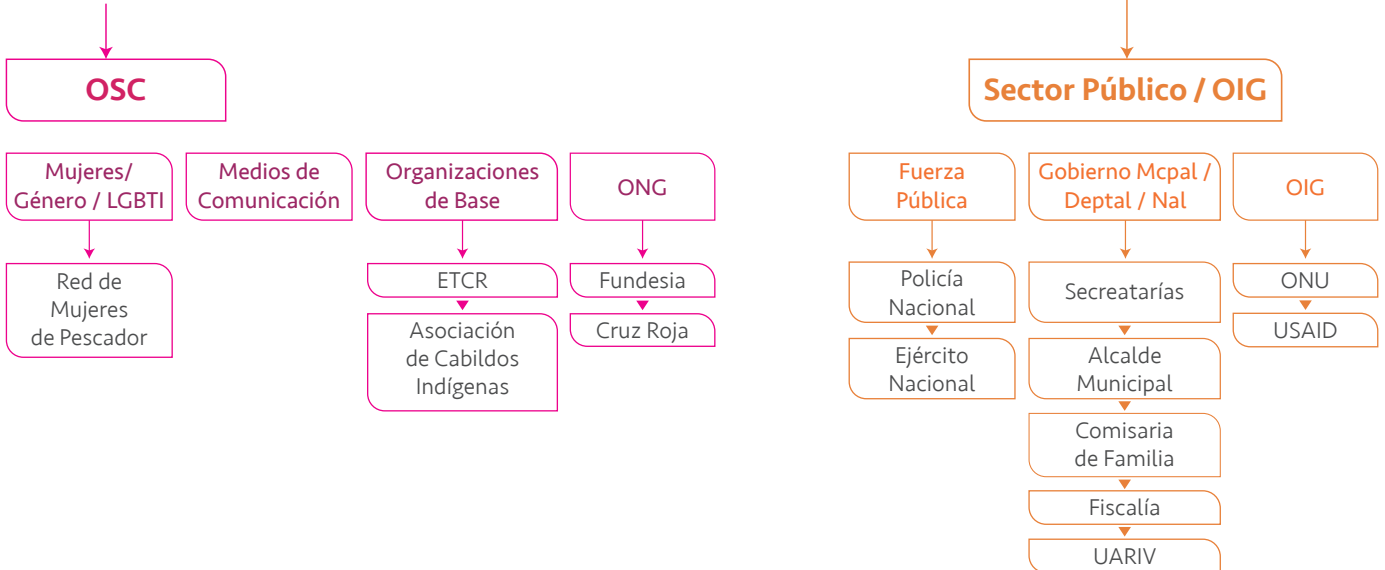 OSC
Mujeres/
Género / LGBTI
Red de
Mujeres
de Pescador
Medios de
Comunicación
Organizaciones
de Base
ETCR
Asociación
de Cabildos
Indígenas
ONG
Fundesia
Cruz Roja
Sector Público / OIG
Fuerza
Pública
Policía
Nacional
Ejército
Nacional
Gobierno Mcpal /
Deptal / Nal
Secreatarías
Alcalde
Municipal
Comisaria
de Familia
Fiscalía
UARIV
OIG
ONU
USAID